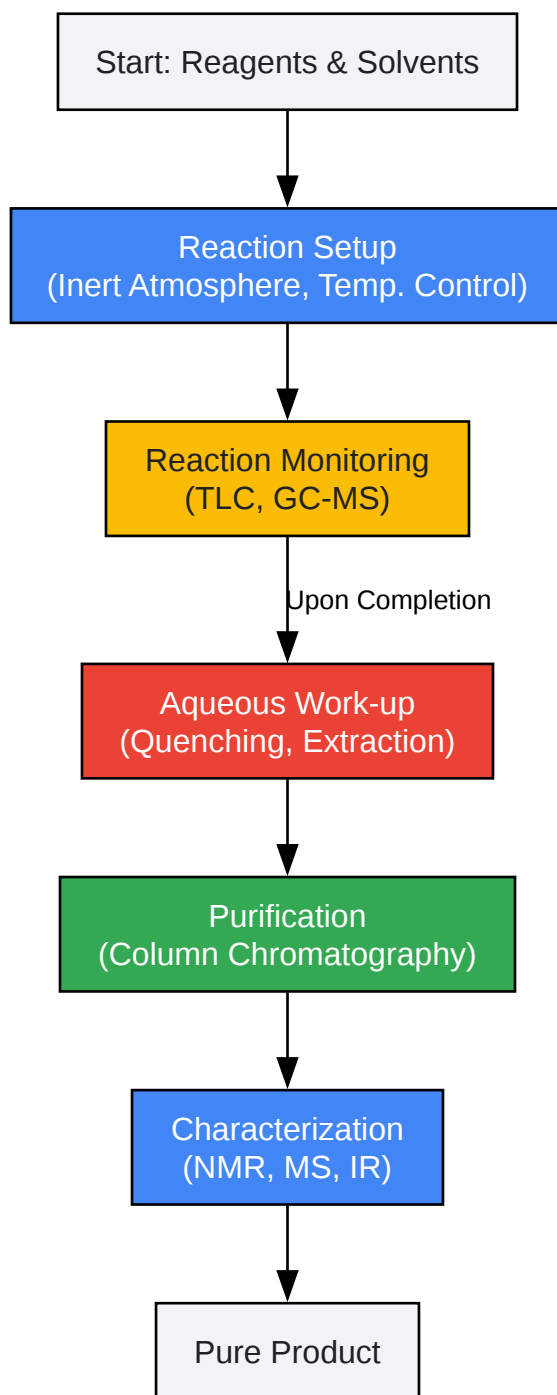 Start: Reagents & Solvents
Reaction Setup
(Inert Atmosphere, Temp. Control)
Reaction Monitoring
(TLC, GC-MS)
Upon Completion
Aqueous Work-up
(Quenching, Extraction)
Purification
(Column Chromatography)
Characterization
(NMR, MS, IR)
Pure Product